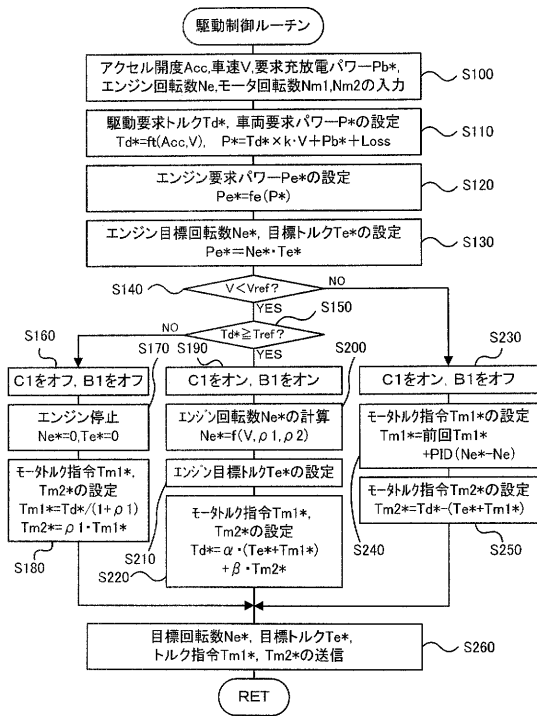 駆動制御ルーチン
アクセル開度Acc,車速V,要求充放電パワーPb*,
エンジン回転数Ne,モータ回転数Nm1,Nm2の入力
S100
駆動要求トルクTd*, 車両要求パワーP*の設定
Td*=ft(Acc,V), P*=Td*×k・V+Pb*+Loss
S110
エンジン要求パワーPe*の設定
Pe*=fe(P*)
S120
エンジン目標回転数Ne*, 目標トルクTe*の設定
Pe*=Ne*・Te*
S130
S140
V<Vref?
NO
YES
S150
Td*≧Tref?
NO
YES
S160
C1をオフ, B1をオフ
S170
エンジン停止
Ne*=0,Te*=0
モータトルク指令Tm1*,
Tm2*の設定
Tm1*=Td*/(1+ρ1)
Tm2*=ρ1・Tm1*
S180
S190
C1をオン, B1をオン
S200
エンジン回転数Ne*の計算
Ne*=f(V,ρ1,ρ2)
エンジン目標トルクTe*の設定
S210
モータトルク指令Tm1*,
Tm2*の設定
Td*=α・(Te*+Tm1*)
+β・Tm2*
S220
S230
C1をオン, B1をオフ
モータトルク指令Tm1*の設定
Tm1*=前回Tm1*
+PID(Ne*-Ne)
S240
モータトルク指令Tm2*の設定
Tm2*=Td*-(Te*+Tm1*)
S250
目標回転数Ne*, 目標トルクTe*,
トルク指令Tm1*, Tm2*の送信
S260
RET